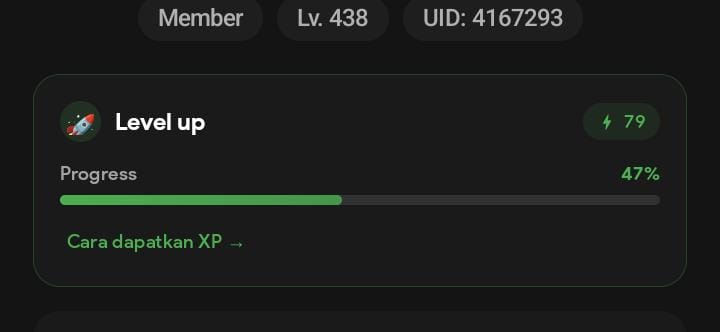 Member Lv. 438 UID: 4167293
Level up 79
Progress 47%
Cara dapatkan XP →